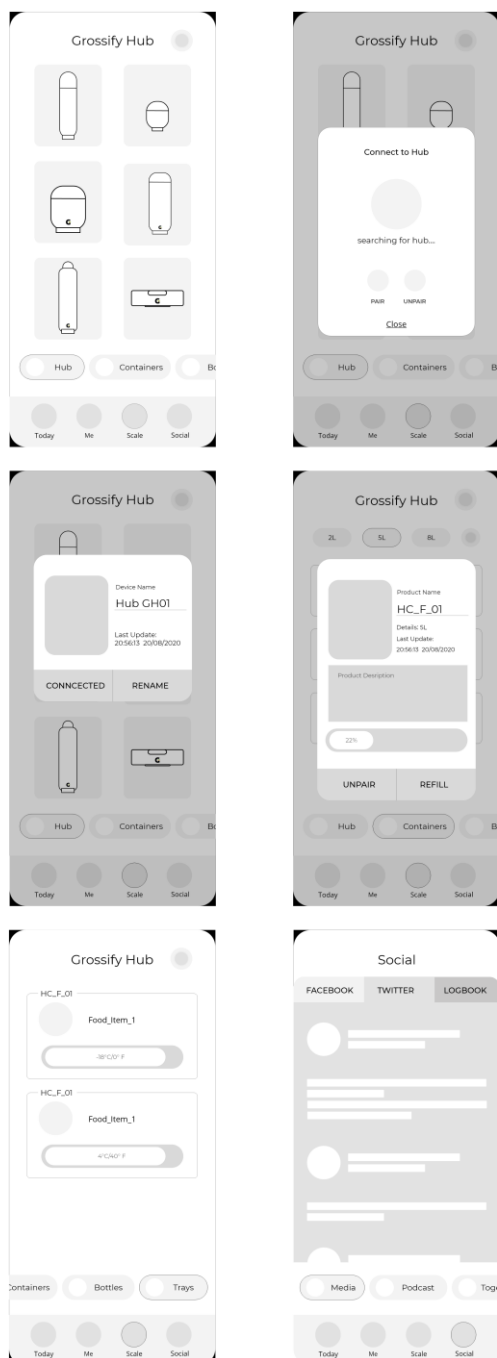 Grossify Hub
G
G
G
G
Hub
Containers
Bo
Today
Me
Scale
Social
Grossify Hub
Connect to Hub
searching for hub...
PAIR
UNPAIR
Close
Hub
Containers
B
Today
Me
Scale
Social
Grossify Hub
Device Name
Hub GH01
Last Update:
20:56:13 20/08/2020
CONNCECTED
RENAME
G
G
Hub
Containers
Bo
Today
Me
Scale
Social
Grossify Hub
2L
5L
8L
Product Name
HC_F_01
Details: 5L
Last Update:
20:56:13 20/08/2020
22%
UNPAIR
REFILL
Hub
Containers
B
Today
Me
Scale
Social
Grossify Hub
HC_F_01
Food_Item_1
-18°C/0° F
HC_F_01
Food_Item_1
4°C/40° F
Containers
Bottles
Trays
Today
Me
Scale
Social
Social
FACEBOOK
TWITTER
LOGBOOK
Media
Podcast
Toge
Today
Me
Scale
Social